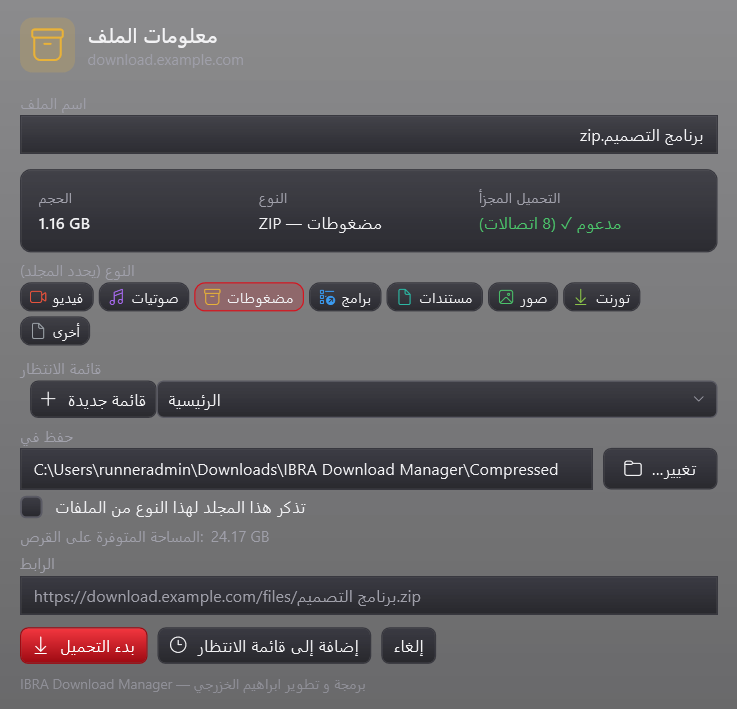 معلومات الملف
download.example.com
اسم الملف
برنامج التصميم.zip
الحجم
النوع
التحميل المجزأ
1.16 GB
مضغوطات — ZIP
مدعوم ✓ (8 اتصالات)
النوع (يحدد المجلد)
فيديو
صوتيات
مضغوطات
برامج
مستندات
صور
تورنت
أخرى
قائمة الانتظار
قائمة جديدة
الرئيسية
حفظ في
C:\Users\runneradmin\Downloads\IBRA Download Manager\Compressed
تغيير...
تذكر هذا المجلد لهذا النوع من الملفات
المساحة المتوفرة على القرص: 24.17 GB
الرابط
https://download.example.com/files/برنامج التصميم.zip
بدء التحميل
إضافة إلى قائمة الانتظار
إلغاء
IBRA Download Manager — برمجة و تطوير ابراهيم الخزرجي